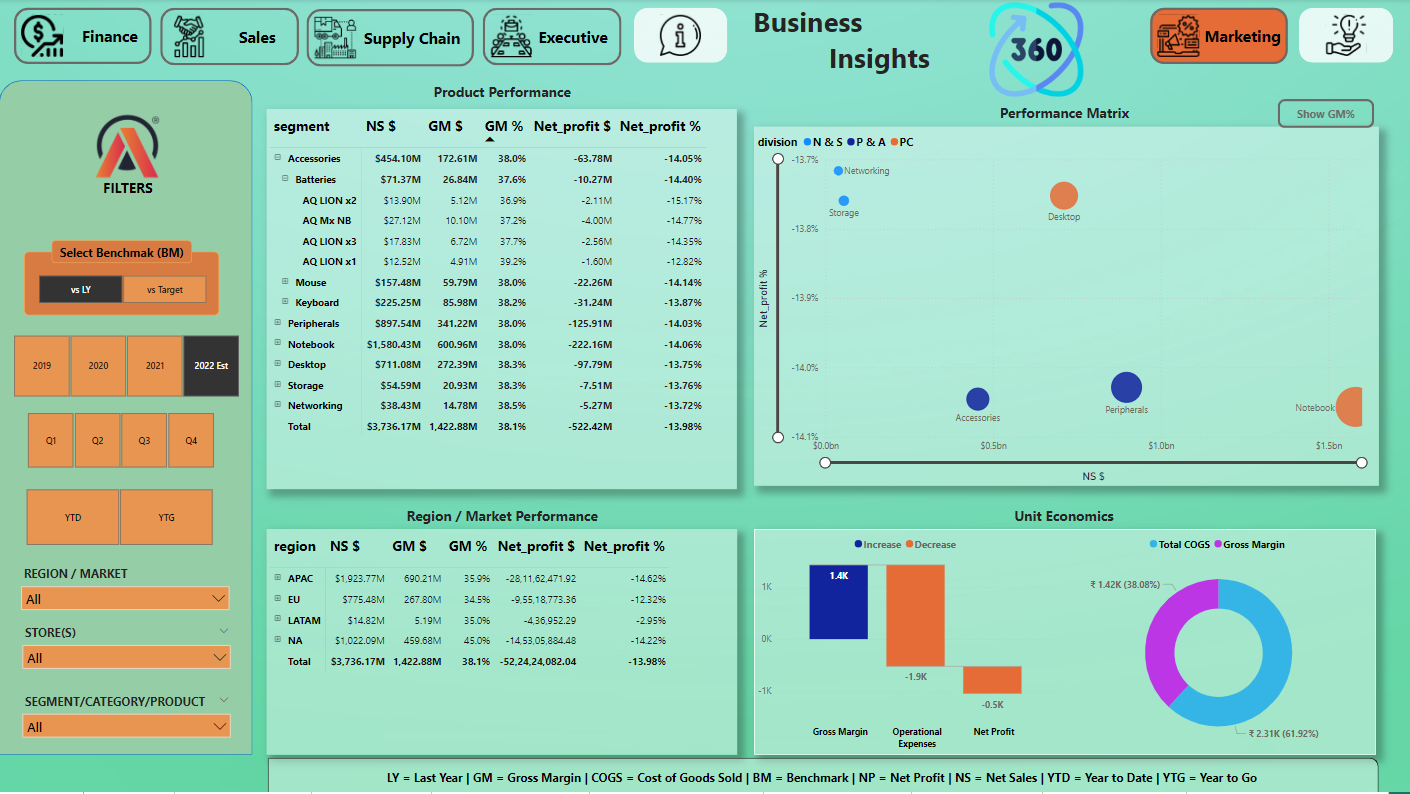 Finance
Sales
Supply Chain
Executive
Business
Insights
360
Marketing
FILTERS
Select Benchmak (BM)
vs LY vs Target
2019 2020 2021 2022 Est
Q1 Q2 Q3 Q4
YTD YTG
REGION / MARKET
All
STORE(S)
All
SEGMENT/CATEGORY/PRODUCT
All
Product Performance
segment NS $ GM $ GM % Net_profit $ Net_profit %
Accessories $454.10M 172.61M 38.0% -63.78M -14.05%
Batteries $71.37M 26.84M 37.6% -10.27M -14.40%
AQ LION x2 $13.90M 5.12M 36.9% -2.11M -15.17%
AQ Mx NB $27.12M 10.10M 37.2% -4.00M -14.77%
AQ LION x3 $17.83M 6.72M 37.7% -2.56M -14.35%
AQ LION x1 $12.52M 4.91M 39.2% -1.60M -12.82%
Mouse $157.48M 59.79M 38.0% -22.26M -14.14%
Keyboard $225.25M 85.98M 38.2% -31.24M -13.87%
Peripherals $897.54M 341.22M 38.0% -125.91M -14.03%
Notebook $1,580.43M 600.96M 38.0% -222.16M -14.06%
Desktop $711.08M 272.39M 38.3% -97.79M -13.75%
Storage $54.59M 20.93M 38.3% -7.51M -13.76%
Networking $38.43M 14.78M 38.5% -5.27M -13.72%
Total $3,736.17M 1,422.88M 38.1% -522.42M -13.98%
Performance Matrix
Show GM%
division N & S P & A PC
Net_profit %
-13.7%
-13.8%
-13.9%
-14.0%
-14.1%
Networking
Storage
Desktop
Accessories
Peripherals
Notebook
$0.0bn $0.5bn $1.0bn $1.5bn
NS $
Region / Market Performance
region NS $ GM $ GM % Net_profit $ Net_profit %
APAC $1,923.77M 690.21M 35.9% -28,11,62,471.92 -14.62%
EU $775.48M 267.80M 34.5% -9,55,18,773.36 -12.32%
LATAM $14.82M 5.19M 35.0% -4,36,952.29 -2.95%
NA $1,022.09M 459.68M 45.0% -14,53,05,884.48 -14.22%
Total $3,736.17M 1,422.88M 38.1% -52,24,24,082.04 -13.98%
Unit Economics
Increase Decrease
1K
0K
-1K
1.4K
-1.9K
-0.5K
Gross Margin
Operational
Expenses
Net Profit
Total COGS Gross Margin
₹ 1.42K (38.08%)
₹ 2.31K (61.92%)
LY = Last Year | GM = Gross Margin | COGS = Cost of Goods Sold | BM = Benchmark | NP = Net Profit | NS = Net Sales | YTD = Year to Date | YTG = Year to Go